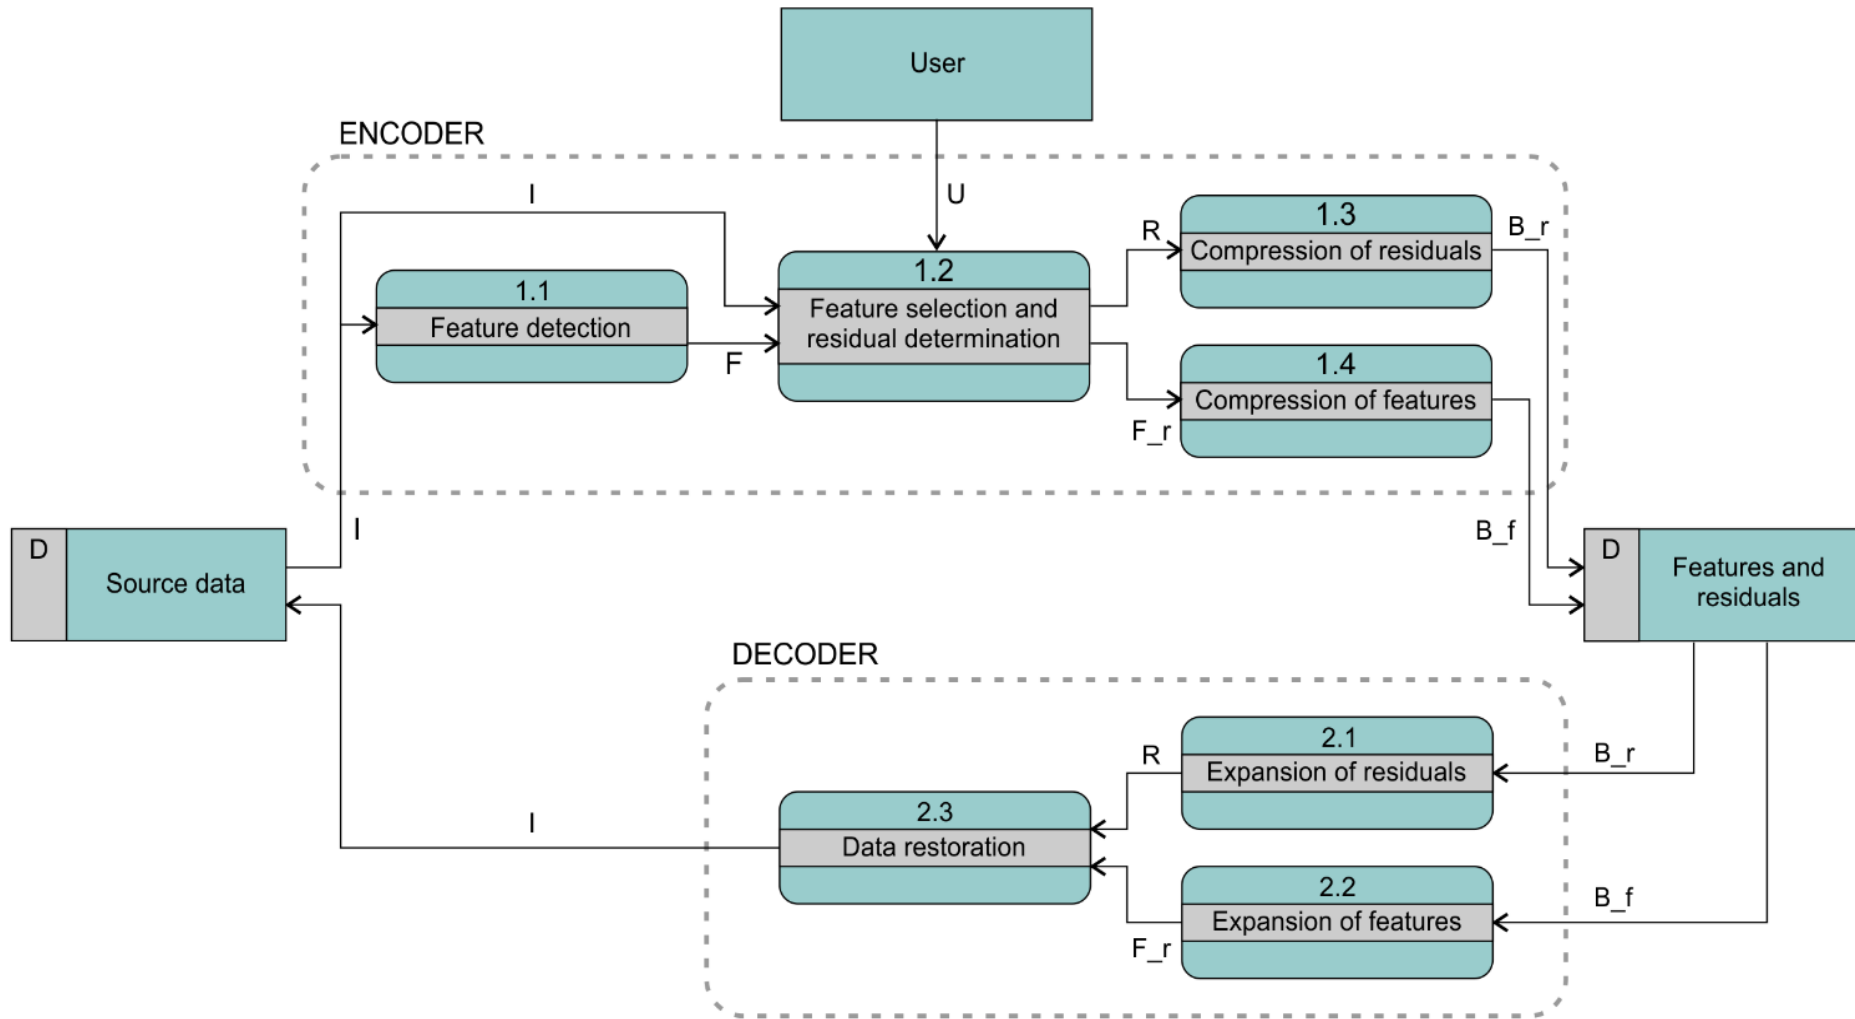 User
ENCODER
I
U
1.1
Feature detection
F
1.2
Feature selection and
residual determination
R
F_r
1.3
Compression of residuals
B_r
1.4
Compression of features
B_f
I
D
Source data
D
Features and
residuals
DECODER
2.1
Expansion of residuals
B_r
R
2.2
Expansion of features
B_f
F_r
2.3
Data restoration
I